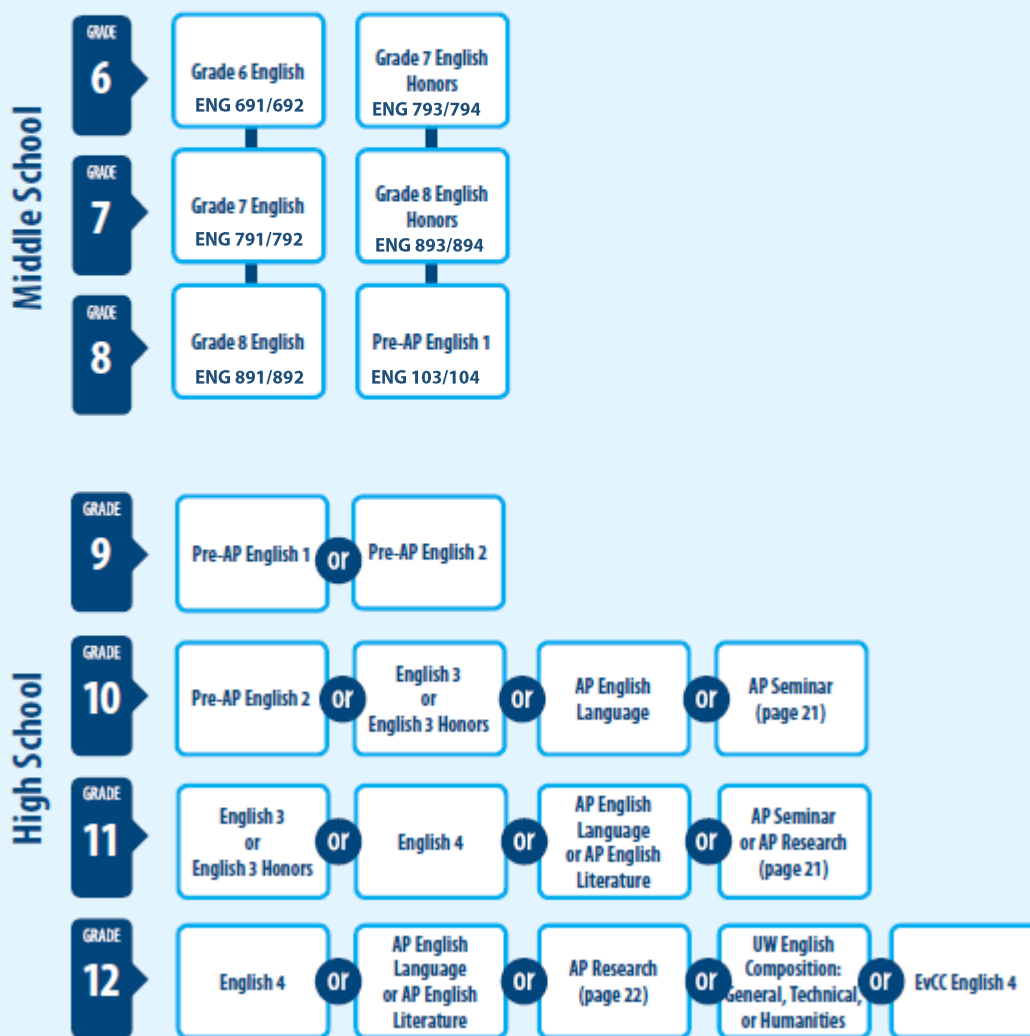 Middle School
GRADE
6
Grade 6 English
ENG 691/692
Grade 7 English
Honors
ENG 793/794
GRADE
7
Grade 7 English
ENG 791/792
Grade 8 English
Honors
ENG 893/894
GRADE
8
Grade 8 English
ENG 891/892
Pre-AP English 1
ENG 103/104
High School
GRADE
9
Pre-AP English 1
or
Pre-AP English 2
GRADE
10
Pre-AP English 2
or
English 3
or
English 3 Honors
or
AP English
Language
or
AP Seminar
(page 21)
GRADE
11
English 3
or
English 3 Honors
or
English 4
or
AP English
Language
or AP English
Literature
or
AP Seminar
or AP Research
(page 21)
GRADE
12
English 4
or
AP English
Language
or AP English
Literature
or
AP Research
(page 22)
or
UW English
Composition:
General, Technical,
or Humanities
or
EvCC English 4